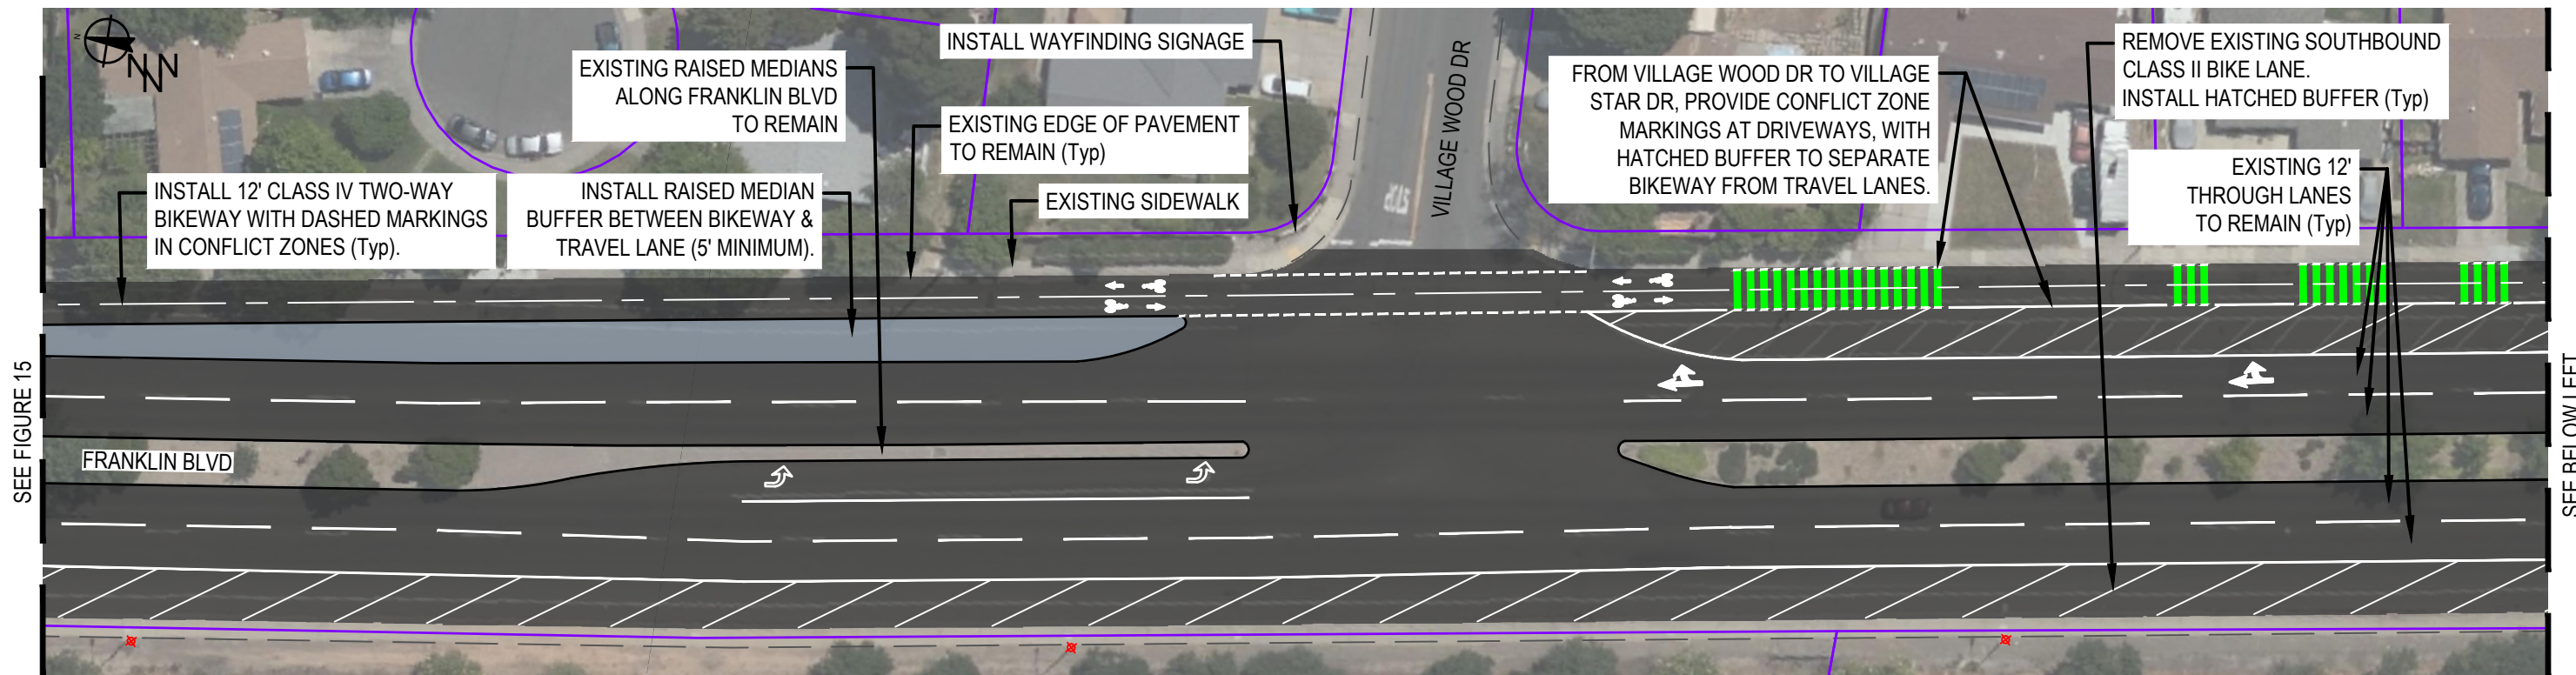 N
INSTALL WAYFINDING SIGNAGE
EXISTING RAISED MEDIANS
ALONG FRANKLIN BLVD
TO REMAIN
EXISTING EDGE OF PAVEMENT
TO REMAIN (Typ)
EXISTING SIDEWALK
INSTALL 12' CLASS IV TWO-WAY
BIKEWAY WITH DASHED MARKINGS
IN CONFLICT ZONES (Typ).
INSTALL RAISED MEDIAN
BUFFER BETWEEN BIKEWAY &
TRAVEL LANE (5' MINIMUM).
VILLAGE WOOD DR
STOP
FROM VILLAGE WOOD DR TO VILLAGE
STAR DR, PROVIDE CONFLICT ZONE
MARKINGS AT DRIVEWAYS, WITH
HATCHED BUFFER TO SEPARATE
BIKEWAY FROM TRAVEL LANES.
REMOVE EXISTING SOUTHBOUND
CLASS II BIKE LANE.
INSTALL HATCHED BUFFER (Typ)
EXISTING 12'
THROUGH LANES
TO REMAIN (Typ)
SEE FIGURE 15
FRANKLIN BLVD
SEE BELOW LEFT